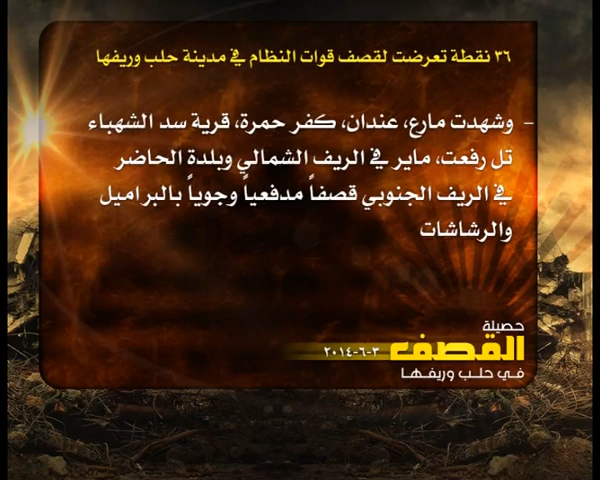 ٣٦ نقطة تعرضت لقصف قوات النظام في مدينة حلب وريفها
- وشهدت مارع، عندان، كفر حمرة، قرية سد الشهباء
تل رفعت، ماير في الريف الشمالي وبلدة الحاضر
في الريف الجنوبي قصفاً مدفعياً وجوياً بالبراميل
والرشاشات
حصيلة
القصف
٣-٦-٢٠١٤
في حلب وريفها